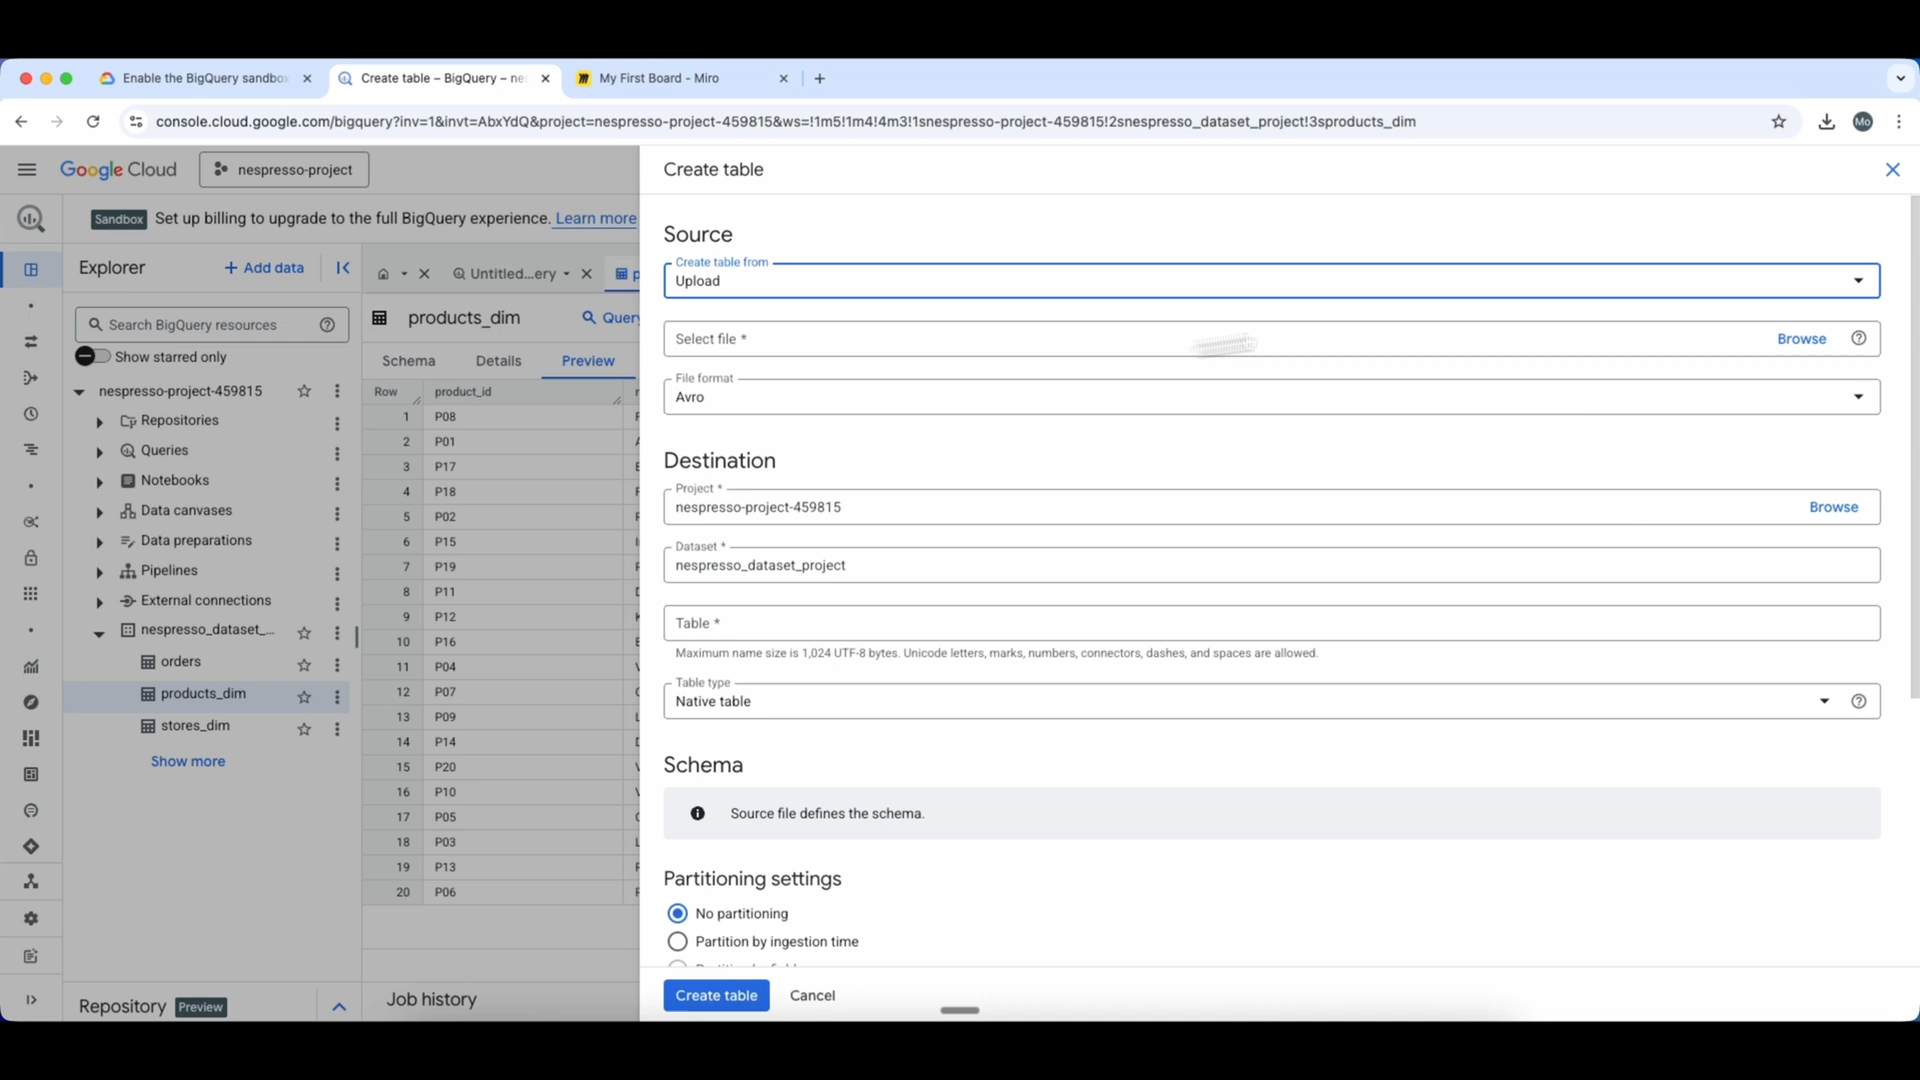 Enable the BigQuery sandbox
Create table – BigQuery – ne
My First Board - Miro
console.cloud.google.com/bigquery?inv=1&invt=AbxYdQ&project=nespresso-project-459815&ws=!1m5!1m4!4m3!1snespresso-project-459815!2snespresso_dataset_project!3sproducts_dim
Mo
Google Cloud
nespresso-project
Sandbox
Set up billing to upgrade to the full BigQuery experience. Learn more
Explorer
+ Add data
Untitled...ery
p
Search BigQuery resources
Show starred only
nespresso-project-459815
Repositories
Queries
Notebooks
Data canvases
Data preparations
Pipelines
External connections
nespresso_dataset_...
orders
products_dim
stores_dim
Show more
Repository Preview
products_dim
Query
Schema
Details
Preview
Row product_id
1 P08
2 P01
3 P17
4 P18
5 P02
6 P15
7 P19
8 P11
9 P12
10 P16
11 P04
12 P07
13 P09
14 P14
15 P20
16 P10
17 P05
18 P03
19 P13
20 P06
Job history
Create table
Source
Create table from
Upload
Select file *
Browse
File format
Avro
Destination
Project *
nespresso-project-459815
Browse
Dataset *
nespresso_dataset_project
Table *
Maximum name size is 1,024 UTF-8 bytes. Unicode letters, marks, numbers, connectors, dashes, and spaces are allowed.
Table type
Native table
Schema
Source file defines the schema.
Partitioning settings
No partitioning
Partition by ingestion time
Create table
Cancel